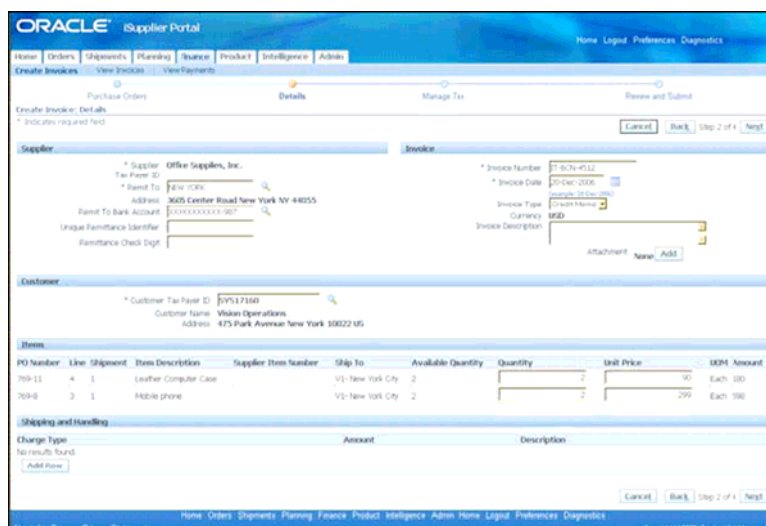 ORACLE iSupplier Portal
Home Logout Preferences Diagnostics
Home Orders Shipments Planning Finance Product Intelligence Admin
Create Invoices View Invoices View Payments
Purchase Orders Details Manage Tax Review and Submit
Create Invoice: Details
* Indicates required field
Cancel Back Step 2 of 4 Next
Supplier
* Supplier Office Supplies, Inc.
Tax Payer ID
* Remit To NEW YORK
Address 3605 Center Road New York NY 44055
Remit To Bank Account XXXXXXXXXXX-987
Unique Remittance Identifier
Remittance Check Digit
Invoice
* Invoice Number IT-BCN-4512
* Invoice Date 20-Dec-2006
Invoice Type Credit Memo
Currency USD
Invoice Description
Attachment None Add
Customer
* Customer Tax Payer ID SYS17160
Customer Name Vision Operations
Address 475 Park Avenue New York 10022 US
Items
PO Number Line Shipment Item Description Supplier Item Number Ship To Available Quantity Quantity Unit Price UOM Amount
769-11 4 1 Leather Computer Case V1- New York City 2 2 90 Each 180
769-8 3 1 Mobile phone V1- New York City 2 2 299 Each 598
Shipping and Handling
Charge Type Amount Description
No results found.
Add Row
Cancel Back Step 2 of 4 Next
Home Orders Shipments Planning Finance Product Intelligence Admin Home Logout Preferences Diagnostics